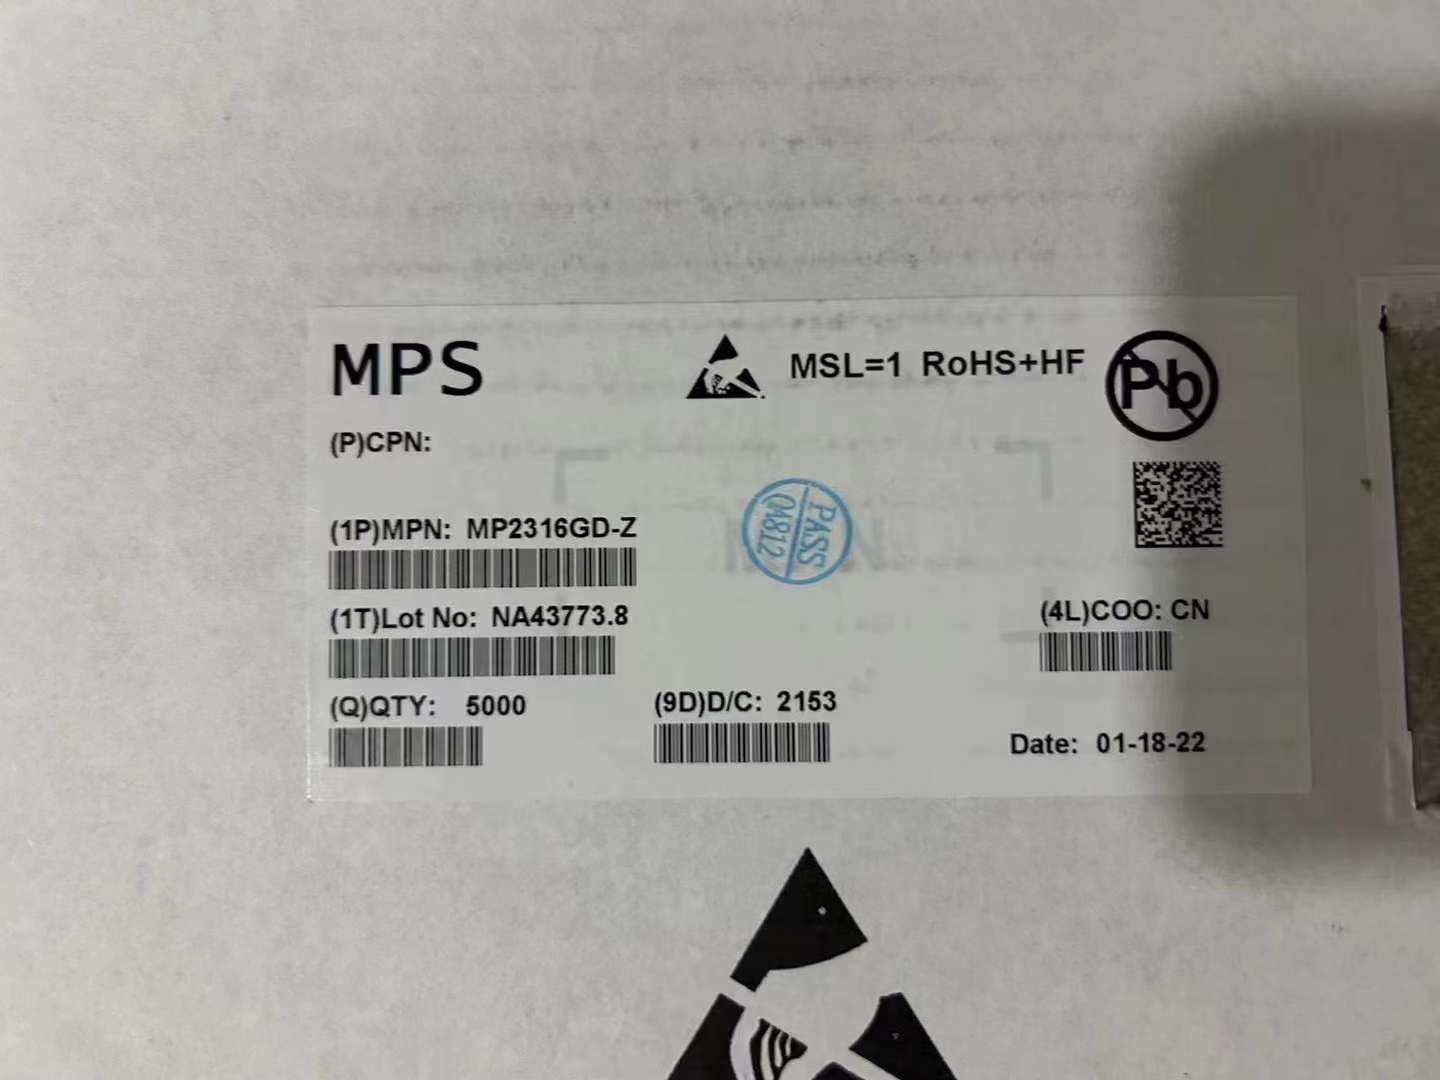 MPS
MSL=1 RoHS+HF
Pb
(P)CPN:
(1P)MPN: MP2316GD-Z
PASS
(1T)Lot No: NA43773.8
(4L)COO: CN
(Q)QTY: 5000
(9D)D/C: 2153
Date: 01-18-22